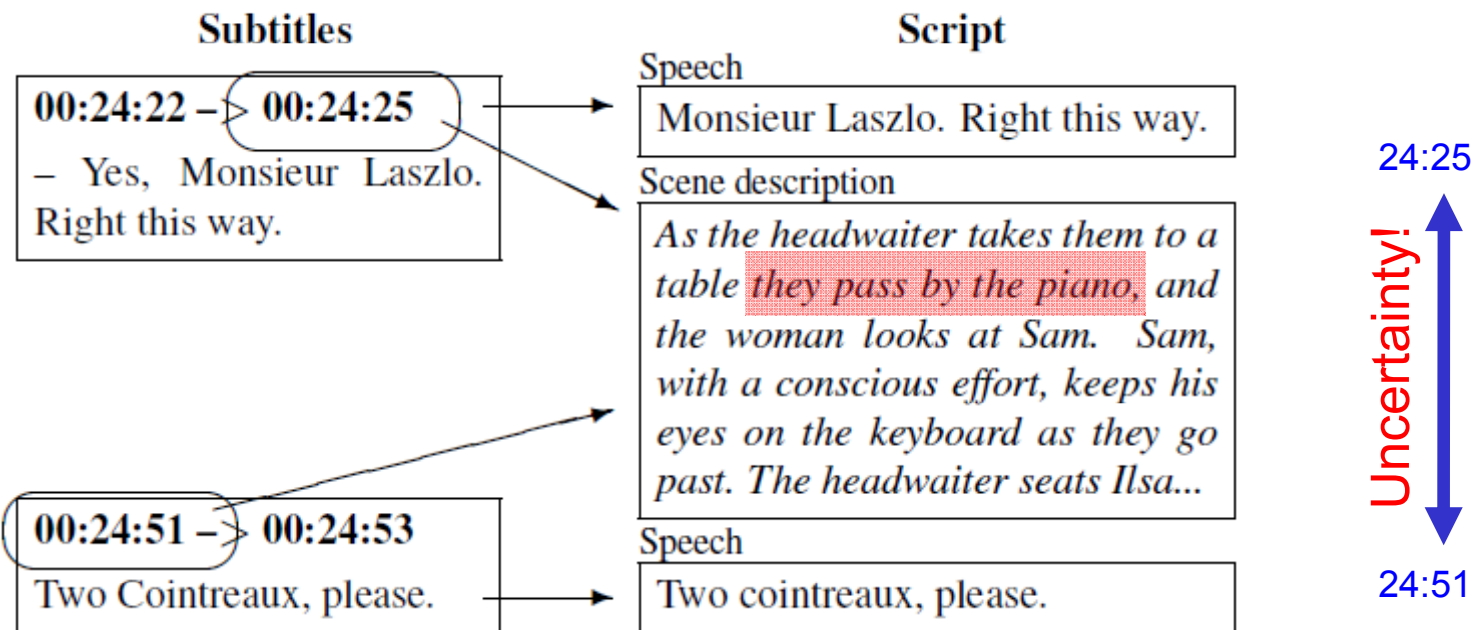 Subtitles
00:24:22 –> 00:24:25
– Yes, Monsieur Laszlo.
Right this way.
00:24:51 –> 00:24:53
Two Cointreaux, please.
Script
Speech
Monsieur Laszlo. Right this way.
Scene description
As the headwaiter takes them to a
table they pass by the piano, and
the woman looks at Sam. Sam,
with a conscious effort, keeps his
eyes on the keyboard as they go
past. The headwaiter seats Ilsa...
Speech
Two cointreaux, please.
24:25
Uncertainty!
24:51